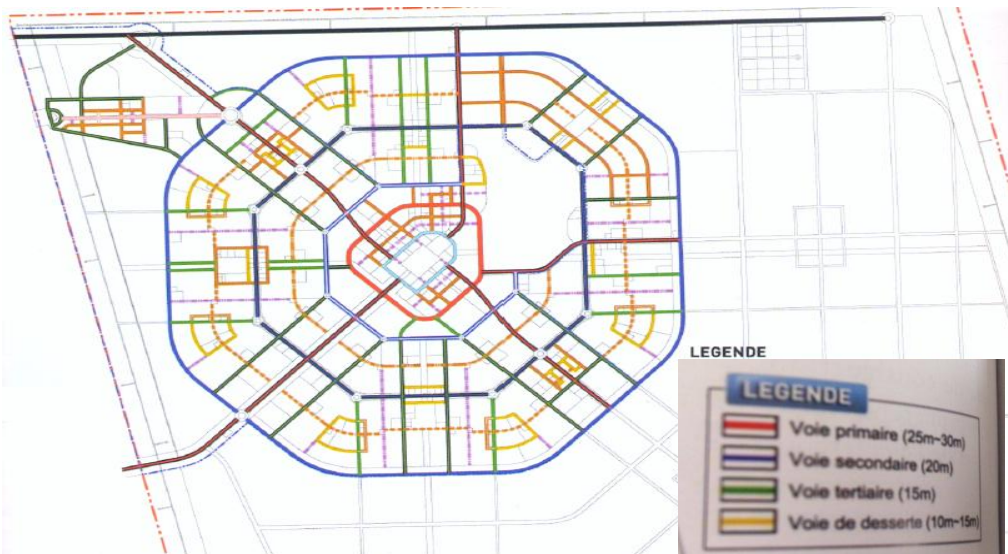 LEGENDE
LEGENDE
Voie primaire (25m~30m)
Voie secondaire (20m)
Voie tertiaire (15m)
Voie de desserte (10m~15m)